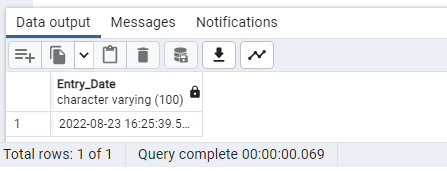 Data output Messages Notifications
Entry_Date
character varying (100)
1 2022-08-23 16:25:39.5...
Total rows: 1 of 1 Query complete 00:00:00.069